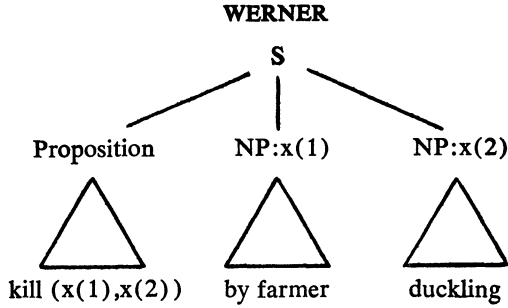 WERNER
S
Proposition NP:x(1) NP:x(2)
kill (x(1),x(2)) by farmer duckling